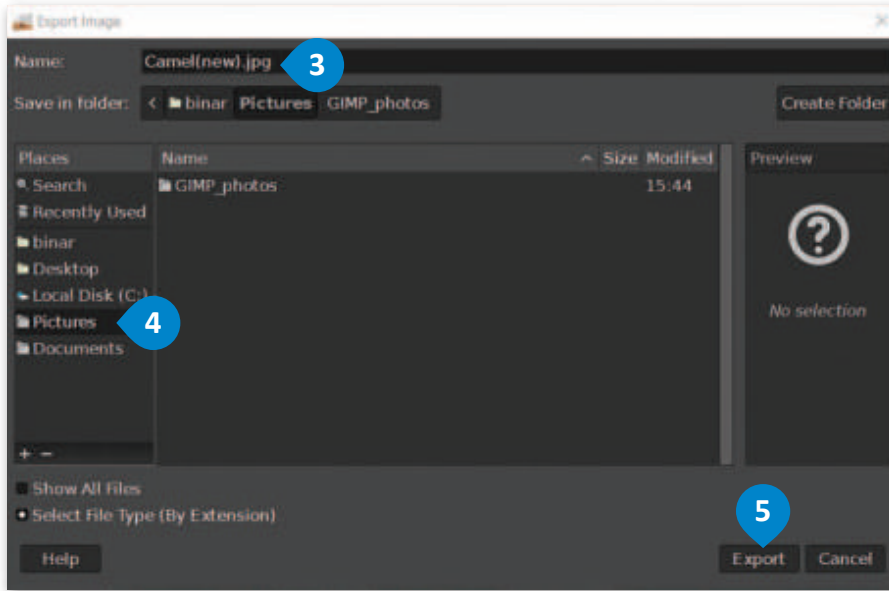 Export Image
Name: Camel(new).jpg 3
Save in folder: < binar Pictures GIMP_photos Create Folder
Places Name Size Modified Preview
Search GIMP_photos 15:44
Recently Used
binar
Desktop
Local Disk (C:)
Pictures 4 No selection
Documents
+ -
Show All Files
Select File Type (By Extension) 5
Help Export Cancel